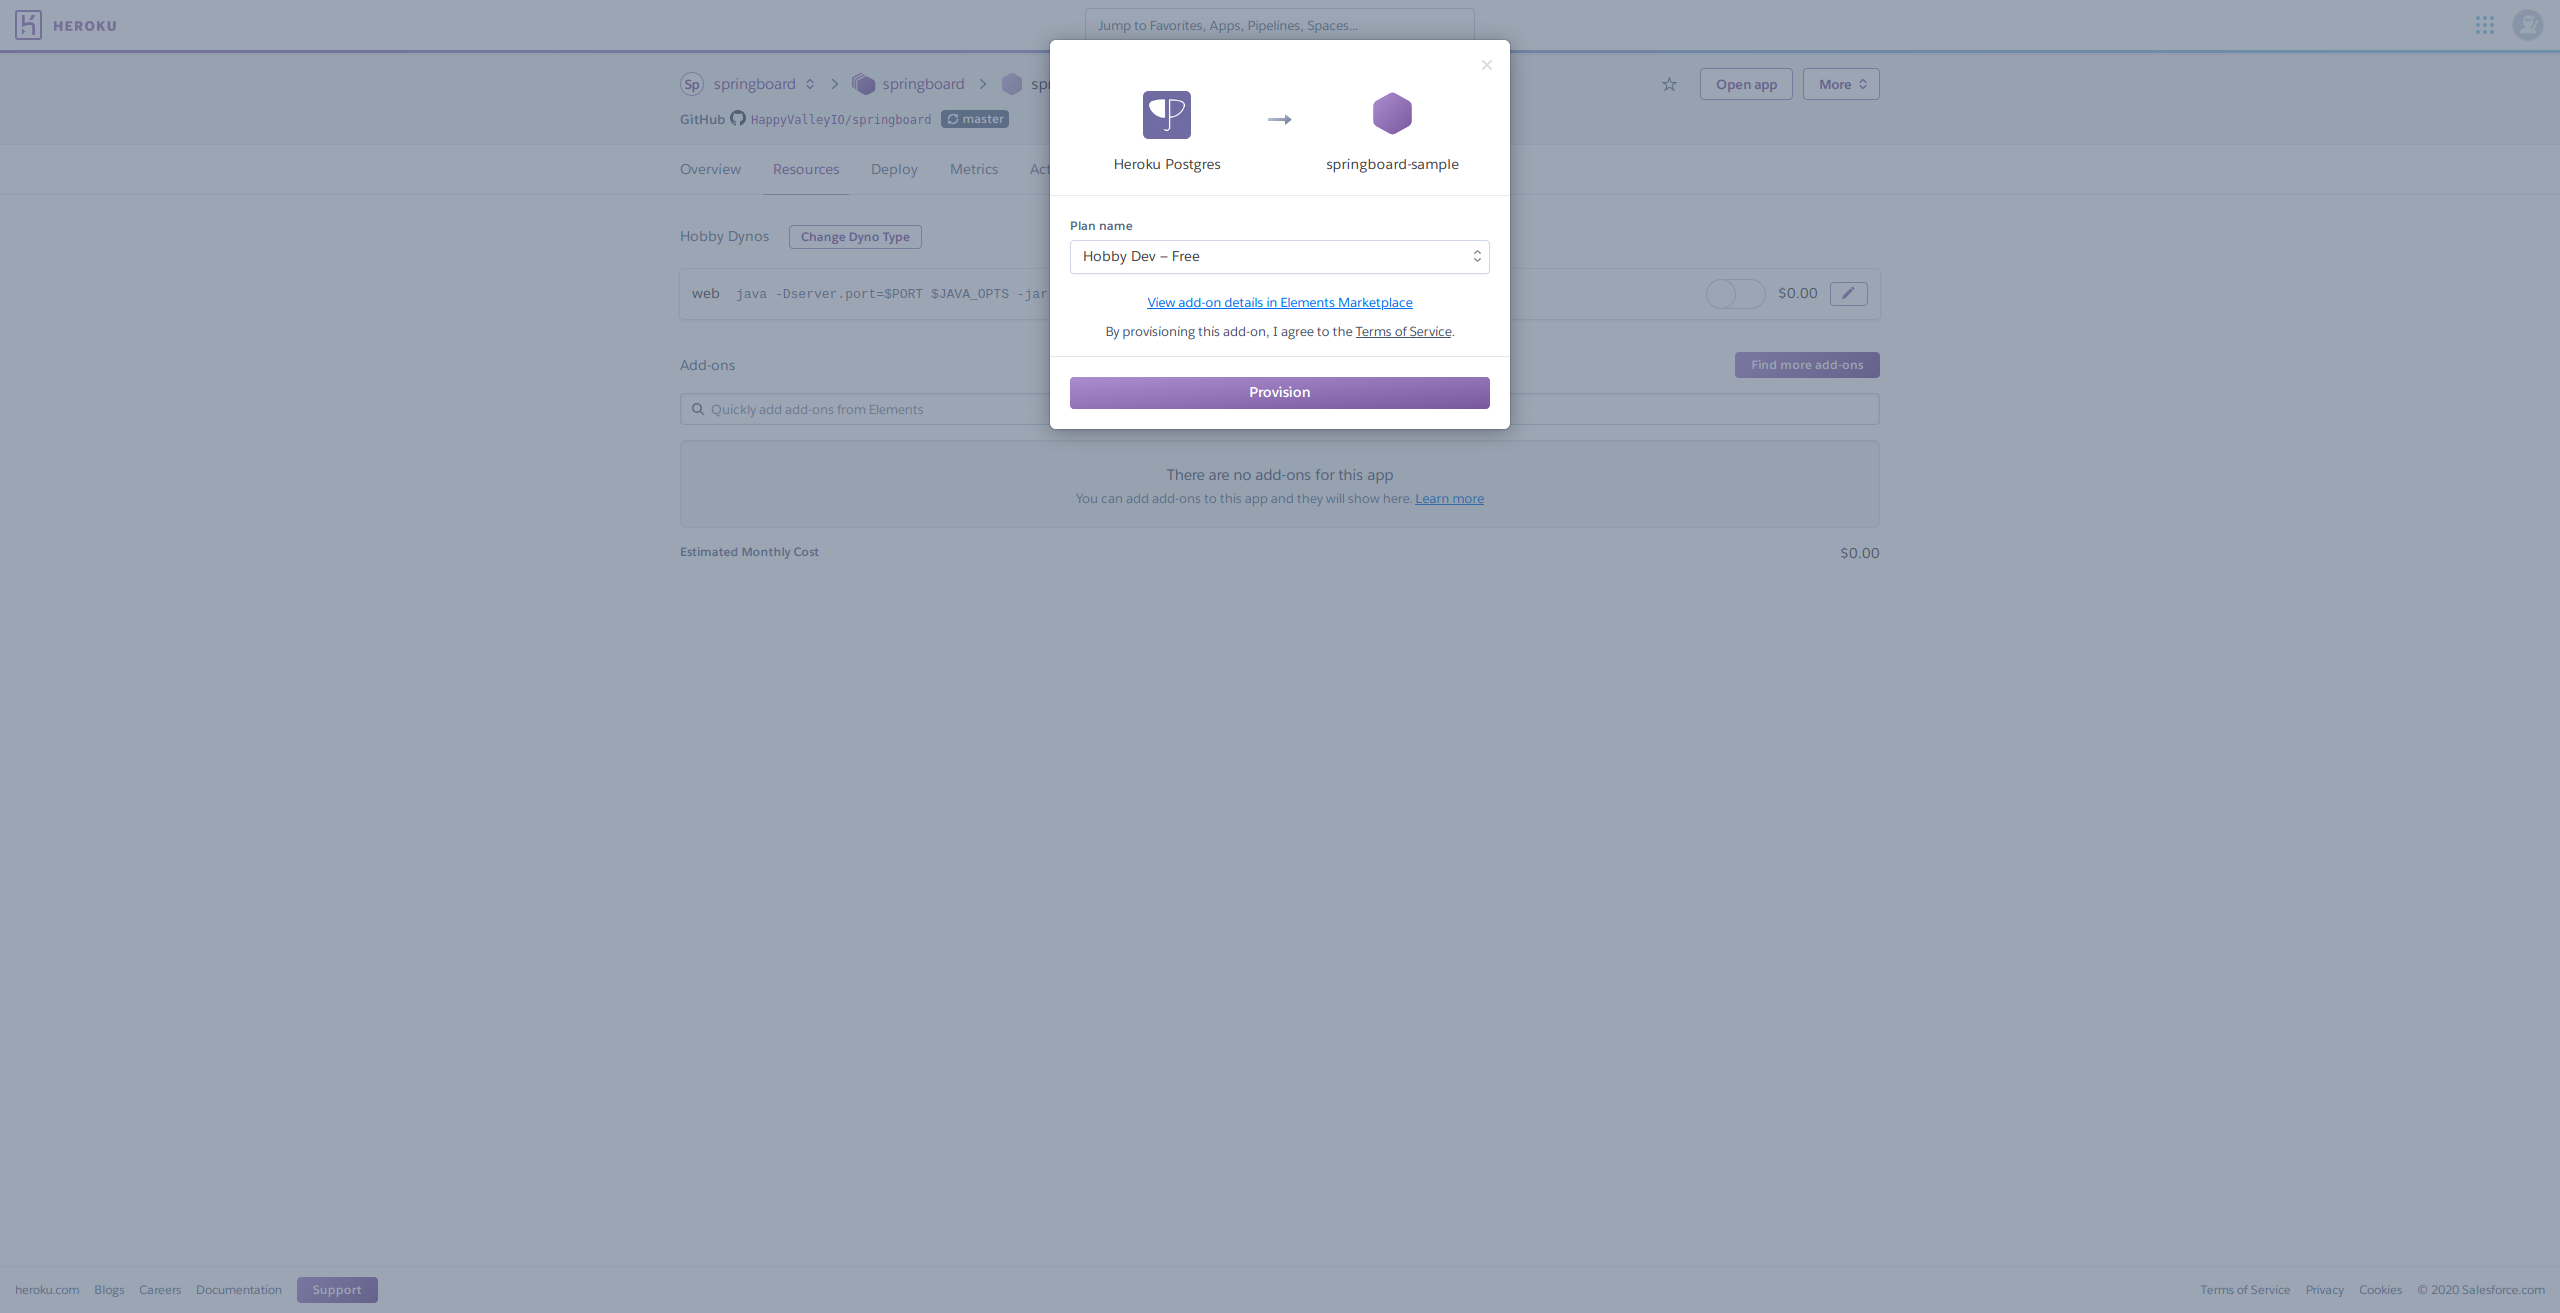 HEROKU
Jump to Favorites, Apps, Pipelines, Spaces...
Sp springboard springboard sp
Open app More
GitHub HappyValleyIO/springboard master
Heroku Postgres springboard-sample
Overview Resources Deploy Metrics Act
Plan name
Hobby Dynos Change Dyno Type
Hobby Dev – Free
web java -Dserver.port=$PORT $JAVA_OPTS -jar
$0.00
View add-on details in Elements Marketplace
By provisioning this add-on, I agree to the Terms of Service.
Add-ons
Find more add-ons
Provision
Quickly add add-ons from Elements
There are no add-ons for this app
You can add add-ons to this app and they will show here. Learn more
Estimated Monthly Cost $0.00
heroku.com Blogs Careers Documentation Support
Terms of Service Privacy Cookies © 2020 Salesforce.com